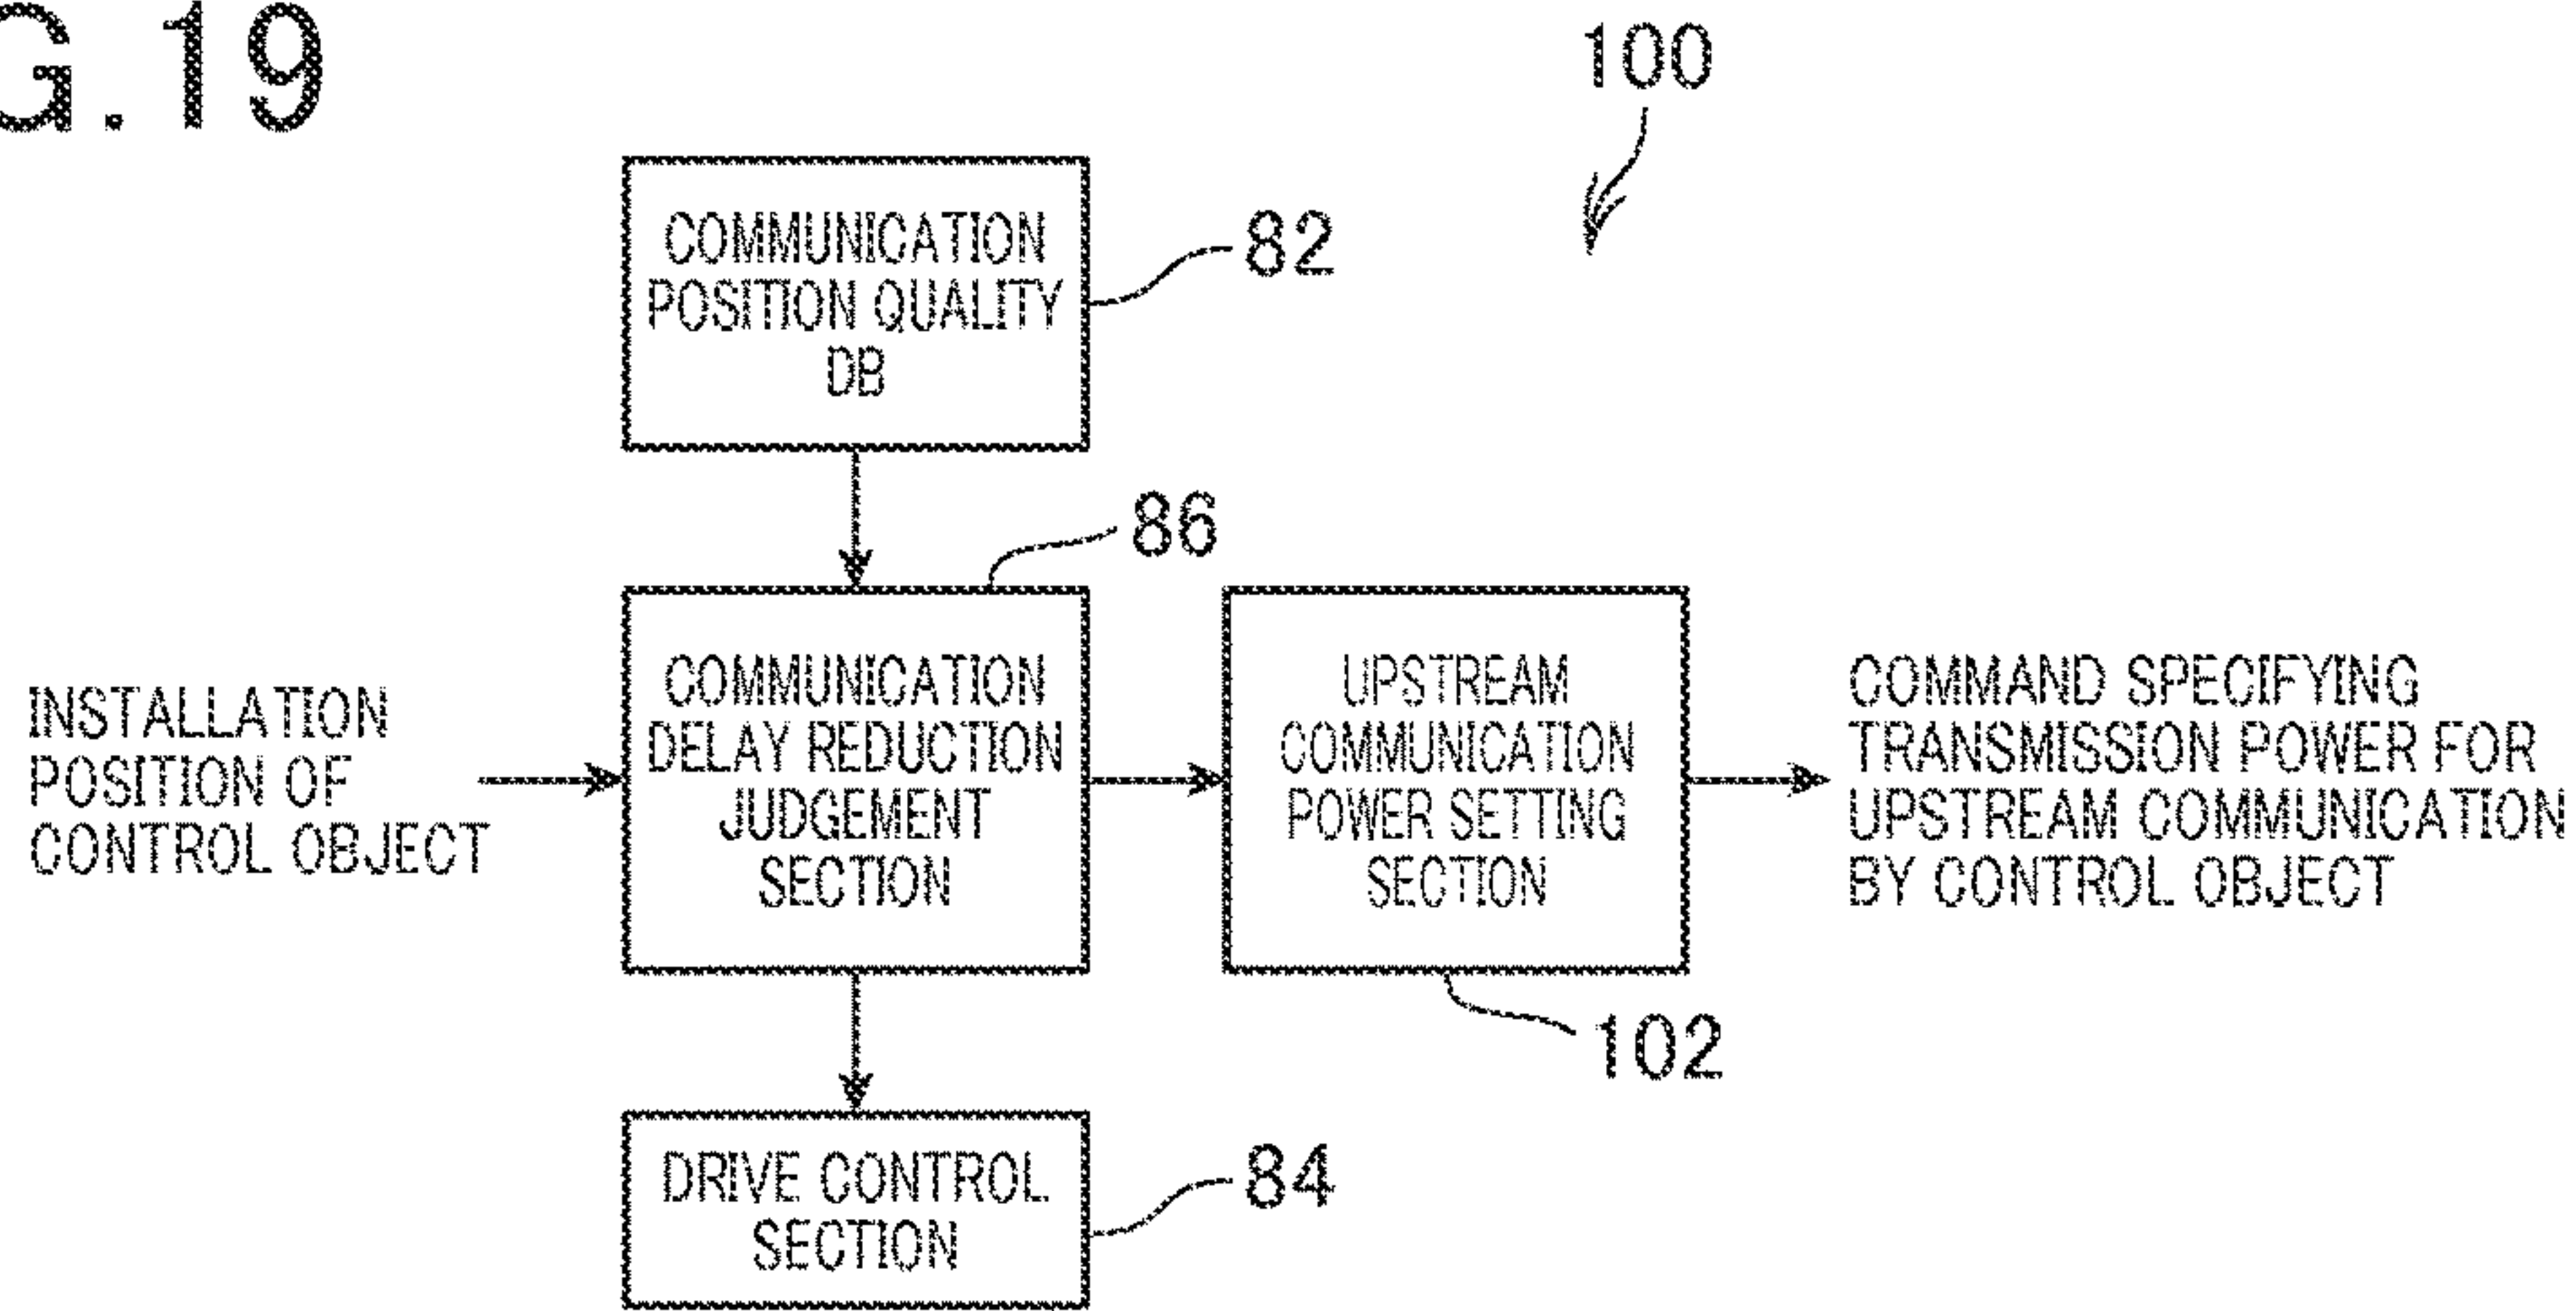 G.19
100
COMMUNICATION
POSITION QUALITY
DB
82
86
INSTALLATION
POSITION OF
CONTROL OBJECT
COMMUNICATION
DELAY REDUCTION
JUDGEMENT
SECTION
UPSTREAM
COMMUNICATION
POWER SETTING
SECTION
COMMAND SPECIFYING
TRANSMISSION POWER FOR
UPSTREAM COMMUNICATION
BY CONTROL OBJECT
102
DRIVE CONTROL
SECTION
84